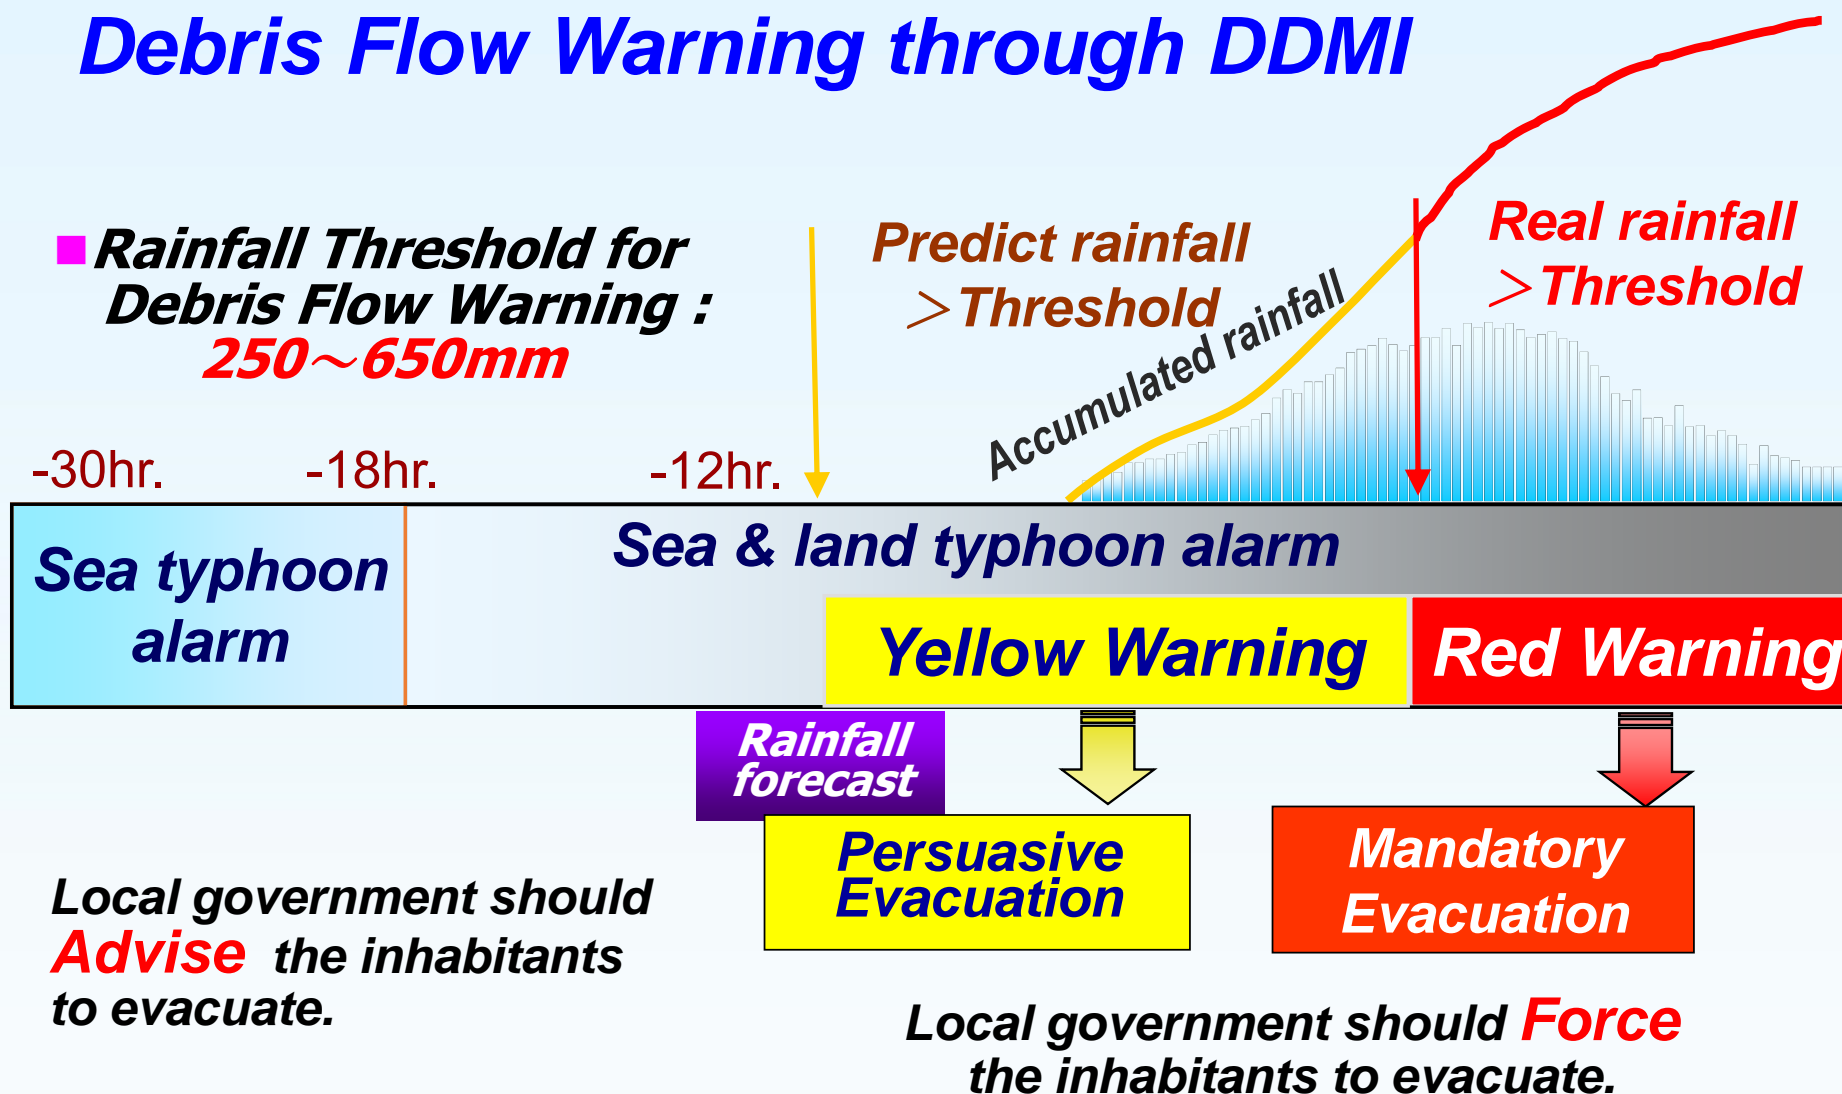 Debris Flow Warning through DDMI
Rainfall Threshold for
Debris Flow Warning :
250～650mm
Predict rainfall
＞Threshold
Accumulated rainfall
Real rainfall
＞Threshold
-30hr.
-18hr.
-12hr.
Sea typhoon
alarm
Sea & land typhoon alarm
Yellow Warning
Red Warning
Rainfall
forecast
Persuasive
Evacuation
Mandatory
Evacuation
Local government should
Advise the inhabitants
to evacuate.
Local government should Force
the inhabitants to evacuate.